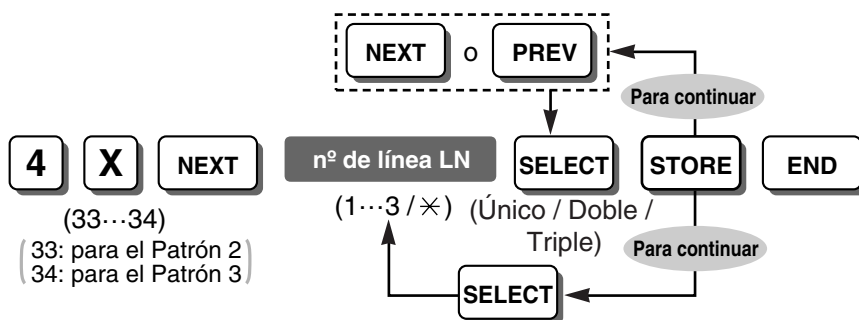 NEXT o PREV
Para continuar
4 X NEXT nº de línea LN SELECT STORE END
(33···34) (1···3 / ✳) (Único / Doble / Triple)
33: para el Patrón 2
34: para el Patrón 3
Para continuar
SELECT